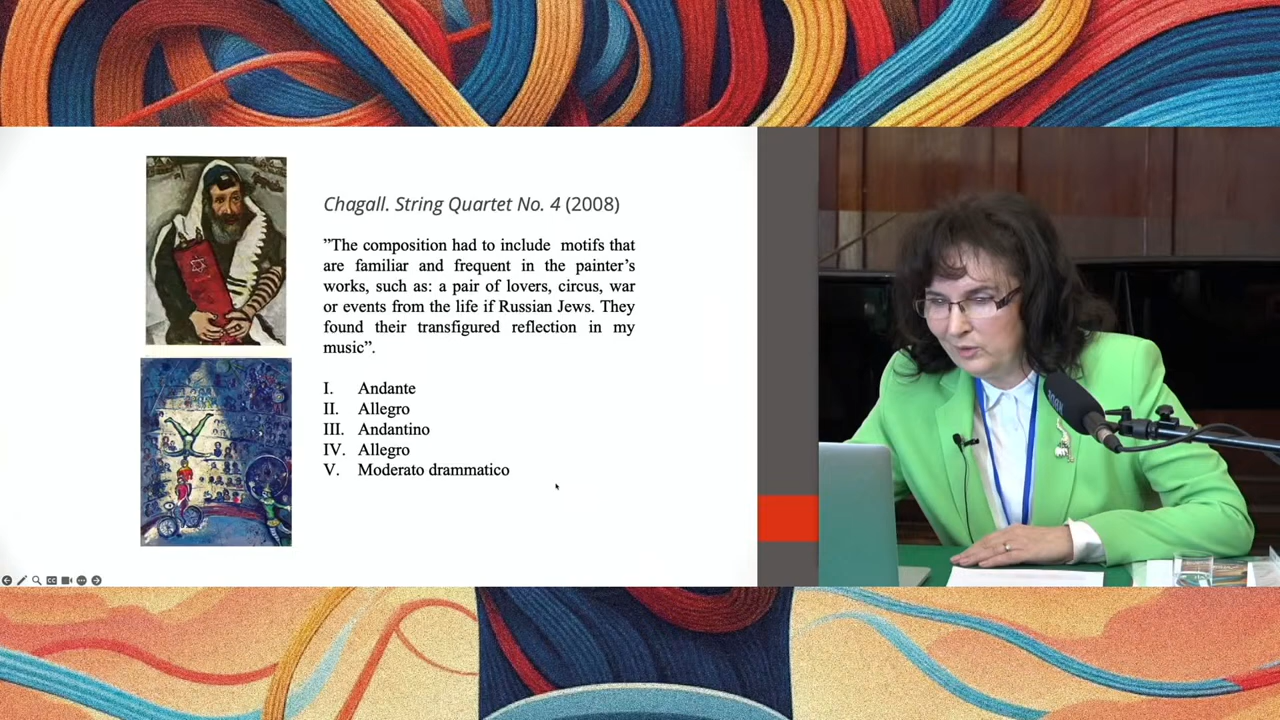 Chagall. String Quartet No. 4 (2008)
”The composition had to include motifs that
are familiar and frequent in the painter’s
works, such as: a pair of lovers, circus, war
or events from the life if Russian Jews. They
found their transfigured reflection in my
music”.
I. Andante
II. Allegro
III. Andantino
IV. Allegro
V. Moderato drammatico